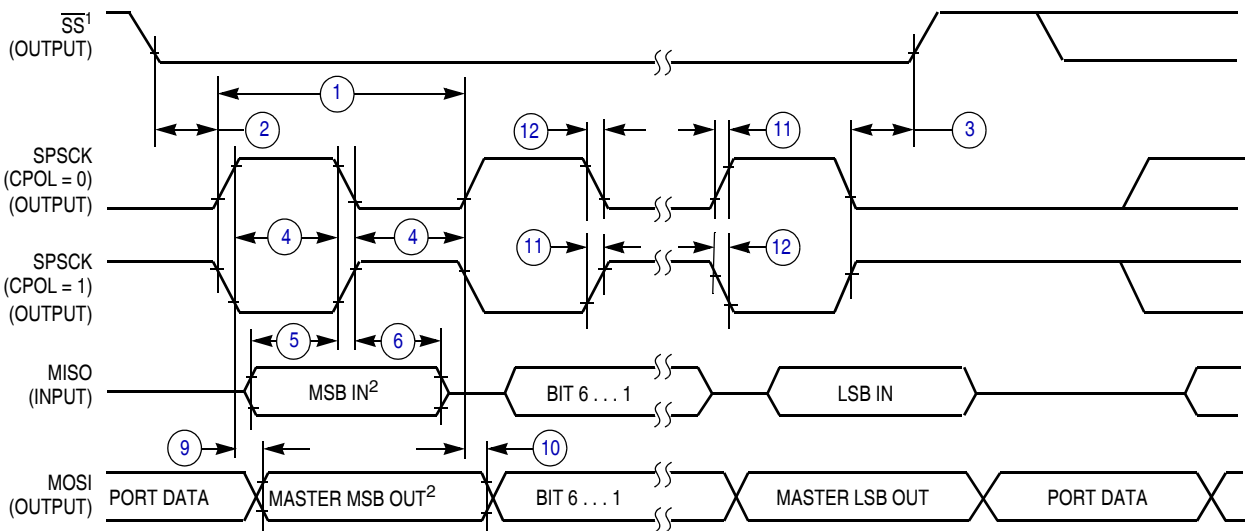 SS¹
(OUTPUT)
1
2
12
11
3
SPSCK
(CPOL = 0)
(OUTPUT)
4
4
11
12
SPSCK
(CPOL = 1)
(OUTPUT)
5
6
MISO
(INPUT)
MSB IN²
BIT 6 . . . 1
LSB IN
9
10
MOSI
(OUTPUT)
PORT DATA
MASTER MSB OUT²
BIT 6 . . . 1
MASTER LSB OUT
PORT DATA